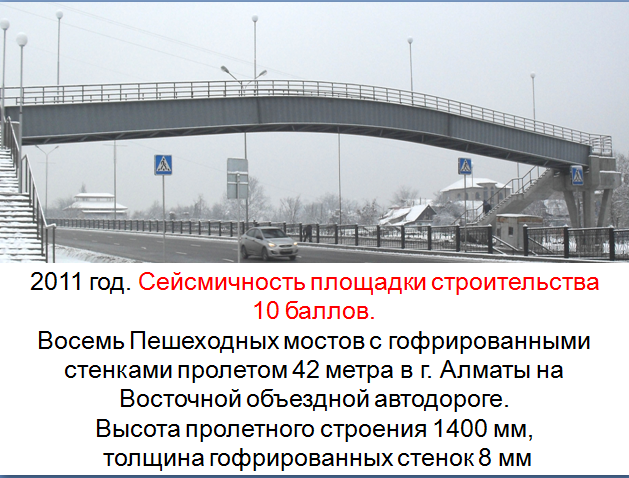 2011 год. Сейсмичность площадки строительства
10 баллов.
Восемь Пешеходных мостов с гофрированными
стенками пролетом 42 метра в г. Алматы на
Восточной объездной автодороге.
Высота пролетного строения 1400 мм,
толщина гофрированных стенок 8 мм